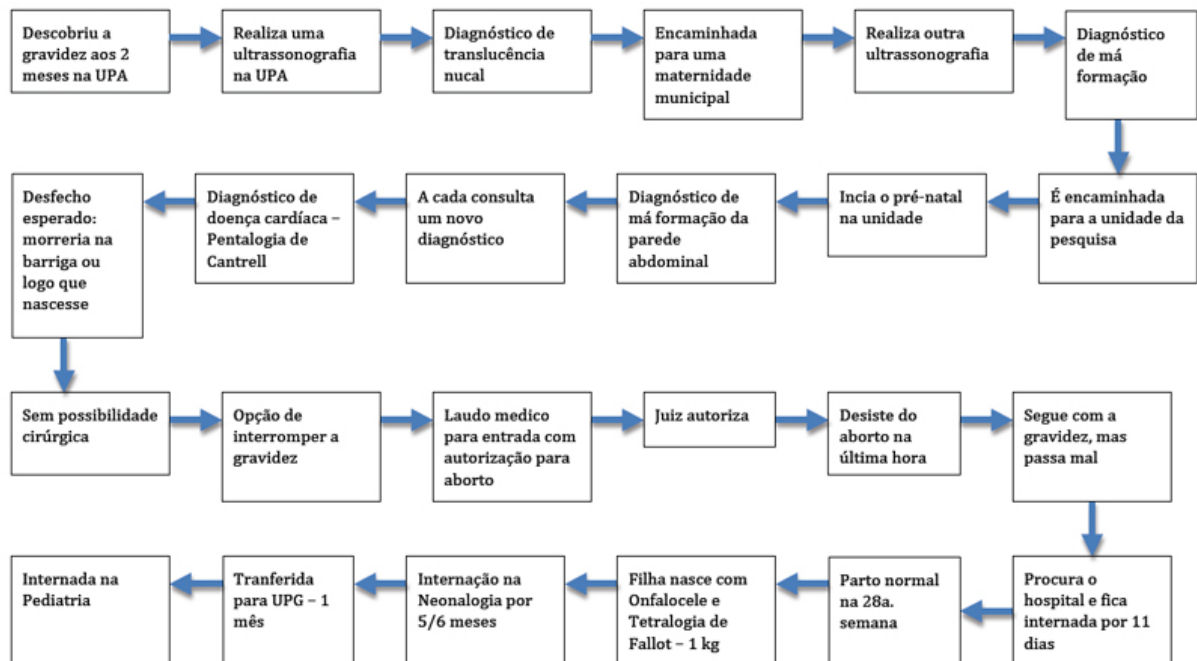 Descobriu a
gravidez aos 2
meses na UPA
Realiza uma
ultrassonografia
na UPA
Diagnóstico de
translucência
nucal
Encaminhada
para uma
maternidade
municipal
Realiza outra
ultrassonografia
Diagnóstico
de má
formação
É encaminhada
para a unidade da
pesquisa
Incia o pré-natal
na unidade
Diagnóstico de
má formação da
parede
abdominal
A cada consulta
um novo
diagnóstico
Diagnóstico de
doença cardíaca –
Pentalogia de
Cantrell
Desfecho
esperado:
morreria na
barriga ou
logo que
nascesse
Sem possibilidade
cirúrgica
Opção de
interromper a
gravidez
Laudo medico
para entrada com
autorização para
aborto
Juiz autoriza
Desiste do
aborto na
última hora
Segue com a
gravidez, mas
passa mal
Procura o
hospital e fica
internada por 11
dias
Parto normal
na 28a.
semana
Filha nasce com
Onfalocele e
Tetralogia de
Fallot – 1 kg
Internação na
Neonalogia por
5/6 meses
Tranferida
para UPG – 1
mês
Internada na
Pediatria